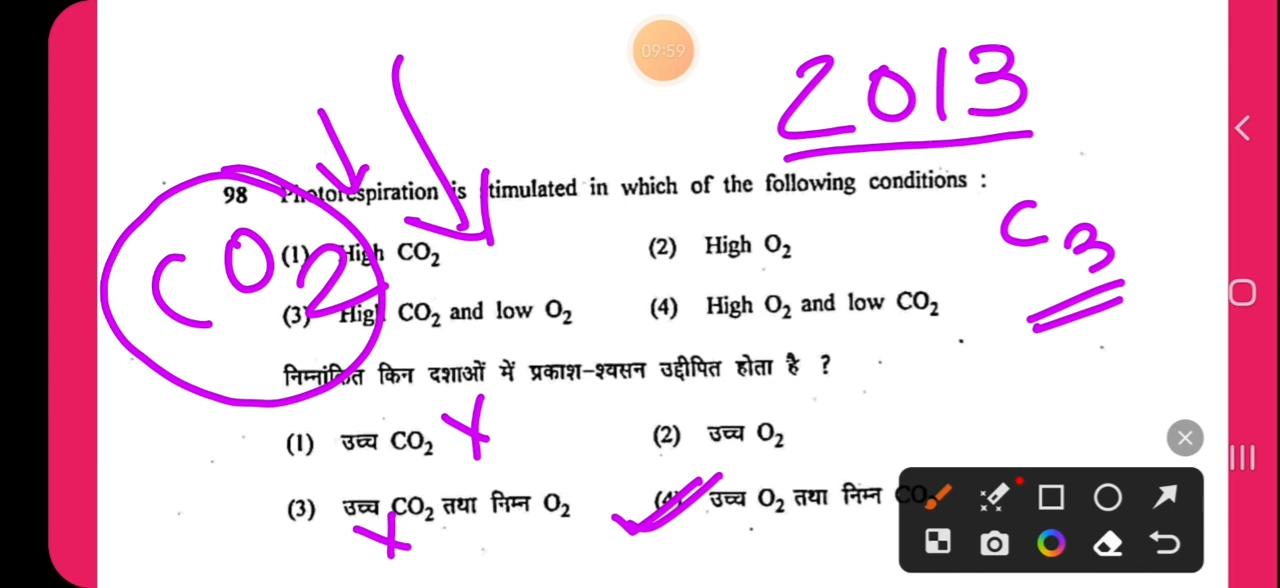 09:59
2013
98 Photorespiration is stimulated in which of the following conditions :
CO2
(1) High CO2 (2) High O2
C3
(3) High CO2 and low O2 (4) High O2 and low CO2
निम्नांकित किन दशाओं में प्रकाश-श्वसन उद्दीपित होता है ?
(1) उच्च CO2 (2) उच्च O2
(3) उच्च CO2 तथा निम्न O2 (4) उच्च O2 तथा निम्न CO2